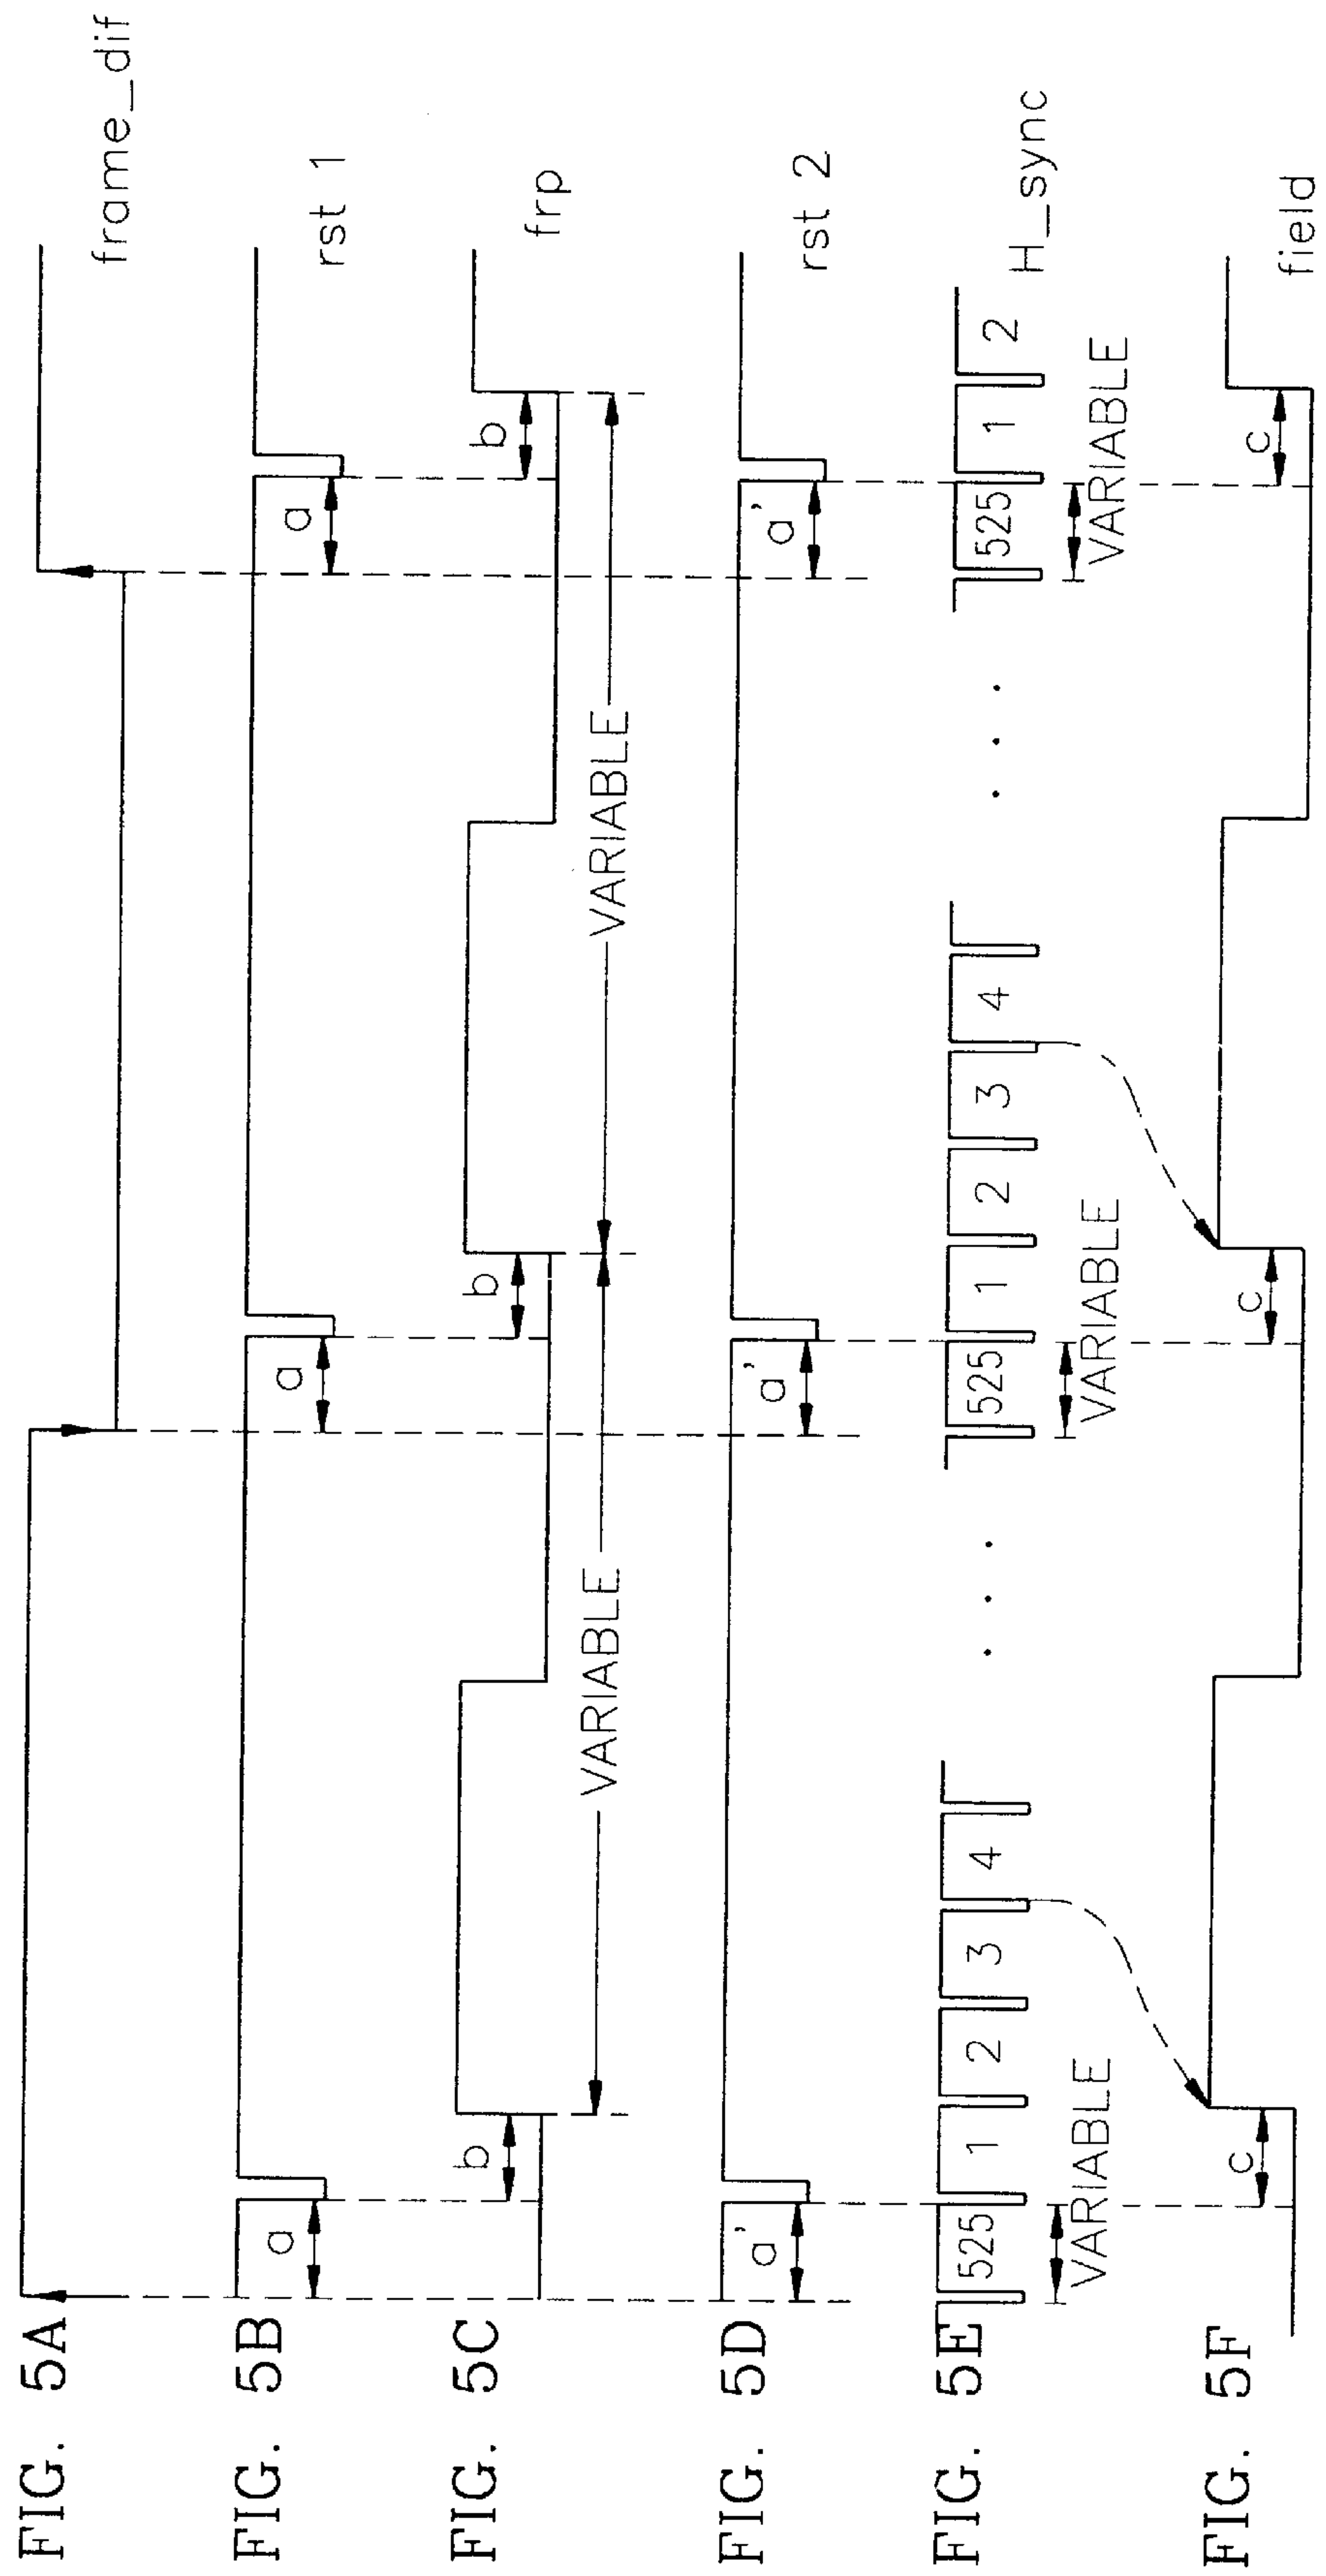 FIG. 5A
frame_dif
FIG. 5B
a
a
a
rst 1
FIG. 5C
b
b
b
frp
VARIABLE
VARIABLE
FIG. 5D
a'
a'
a'
rst 2
FIG. 5E
525 1 2 3 4
525 1 2 3 4
525 1 2
H_sync
VARIABLE
VARIABLE
VARIABLE
FIG. 5F
c
c
c
field